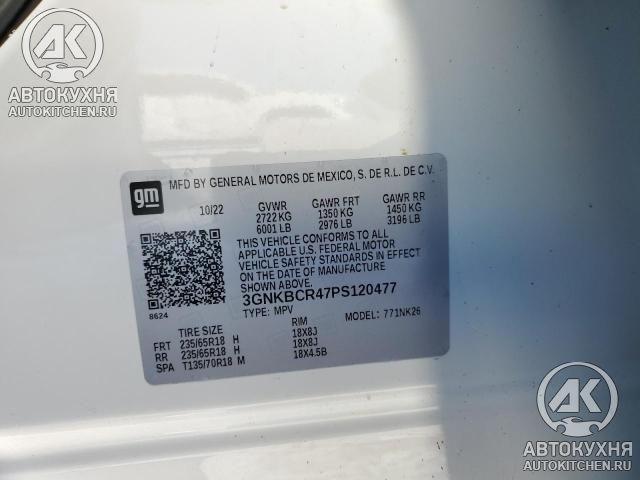 AK
АВТОКУХНЯ
AUTOKITCHEN.RU
gm
MFD BY GENERAL MOTORS DE MEXICO, S. DE R.L. DE C.V.
10/22 GVWR GAWR FRT GAWR RR
2722 KG 1350 KG 1450 KG
6001 LB 2976 LB 3196 LB
THIS VEHICLE CONFORMS TO ALL
APPLICABLE U.S. FEDERAL MOTOR
VEHICLE SAFETY STANDARDS IN EFFECT
ON THE DATE OF MANUFACTURE
SHOWN ABOVE.
8624 3GNKBCR47PS120477
TYPE: MPV MODEL: 771NK26
TIRE SIZE RIM
FRT 235/65R18 H 18X8J
RR 235/65R18 H 18X8J
SPA T135/70R18 M 18X4.5B
AK
АВТОКУХНЯ
AUTOKITCHEN.RU